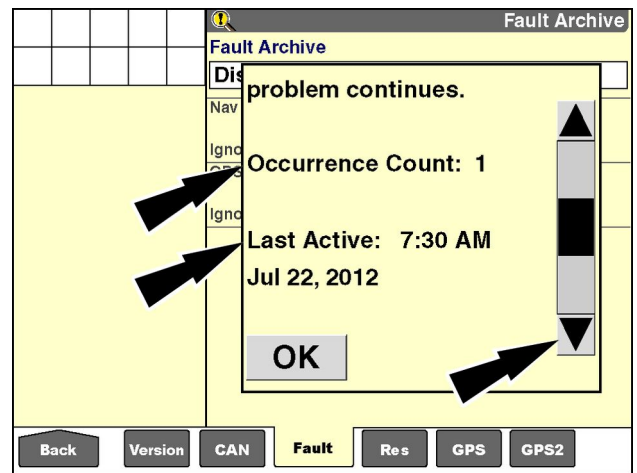 Fault Archive
Fault Archive
Dis
problem continues.
Nav
Igno
Occurrence Count: 1
Igno
Last Active: 7:30 AM
Jul 22, 2012
OK
Back Version CAN Fault Res GPS GPS2